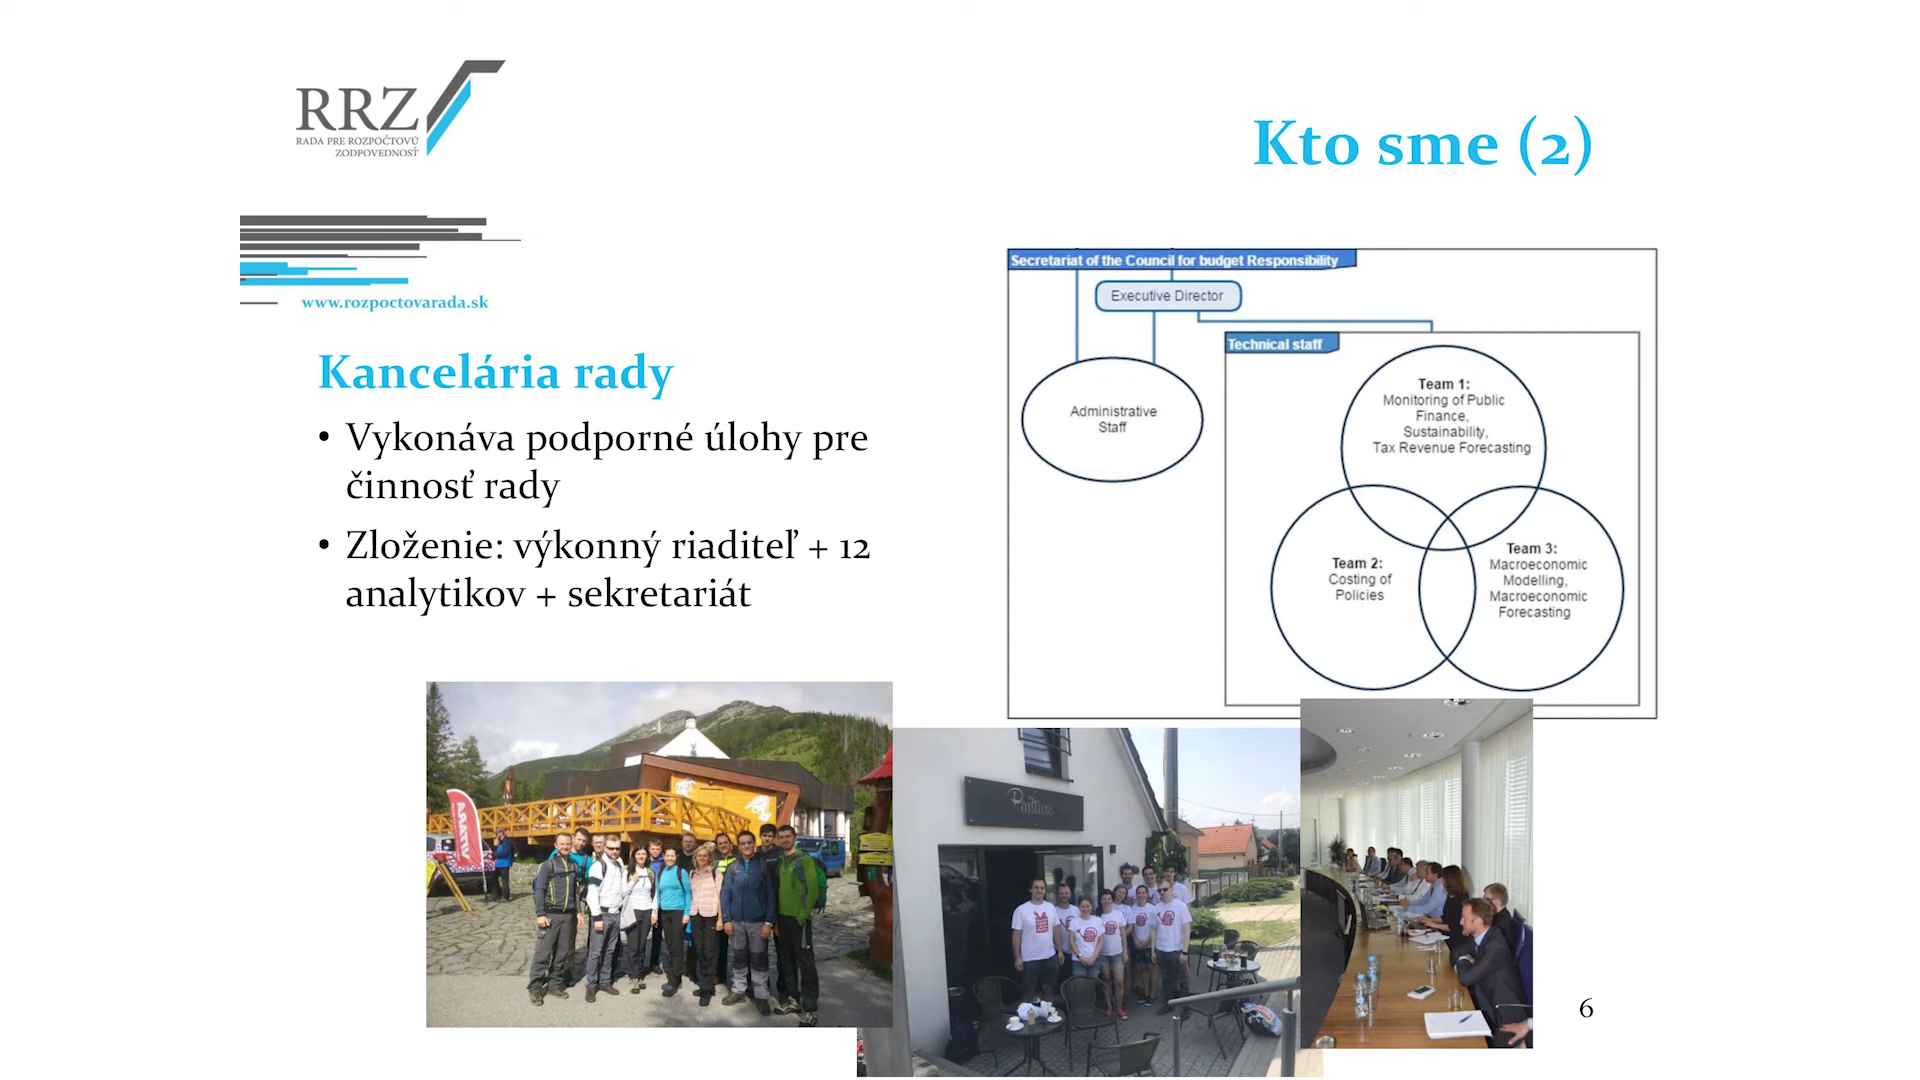 RRZ
RADA PRE ROZPOČTOVÚ
ZODPOVEDNOSŤ
Kto sme (2)
www.rozpoctovarada.sk
Kancelária rady
• Vykonáva podporné úlohy pre
činnosť rady
• Zloženie: výkonný riaditeľ + 12
analytikov + sekretariát
Secretariat of the Council for budget Responsibility
Executive Director
Administrative
Staff
Technical staff
Team 1:
Monitoring of Public
Finance,
Sustainability,
Tax Revenue Forecasting
Team 2:
Costing of
Policies
Team 3:
Macroeconomic
Modelling,
Macroeconomic
Forecasting
6